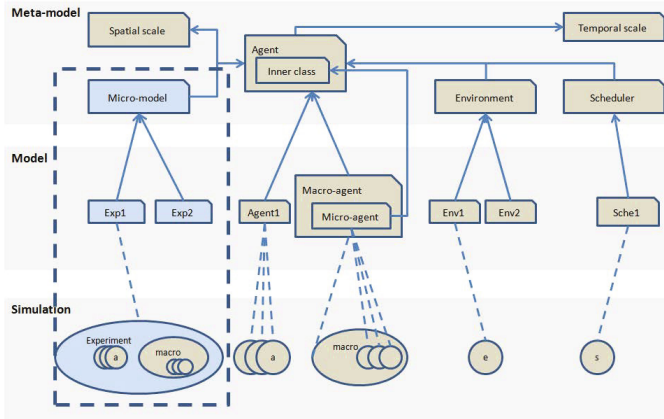 Meta-model
Spatial scale
Agent
Inner class
Temporal scale
Micro-model
Environment
Scheduler
Model
Exp1
Exp2
Agent1
Macro-agent
Micro-agent
Env1
Env2
Sche1
Simulation
Experiment
a
macro
a
macro
e
s